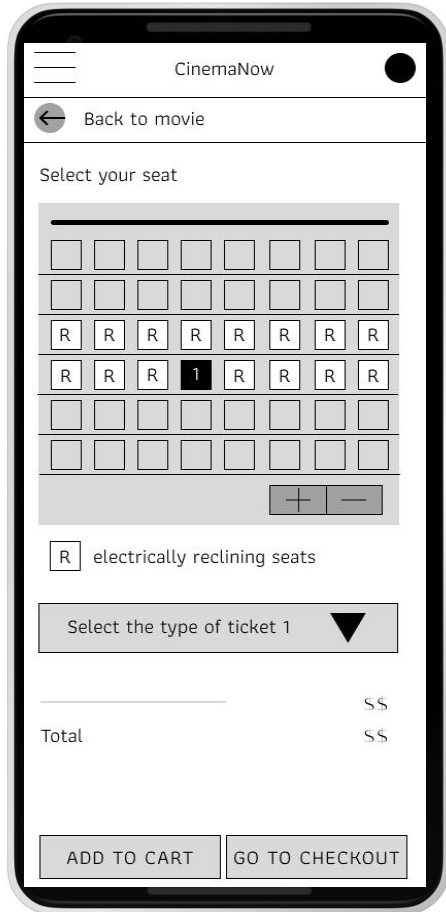 CinemaNow
Back to movie
Select your seat
R R R R R R R R
R R R 1 R R R R
+ −
R electrically reclining seats
Select the type of ticket 1
$$
Total $$
ADD TO CART GO TO CHECKOUT